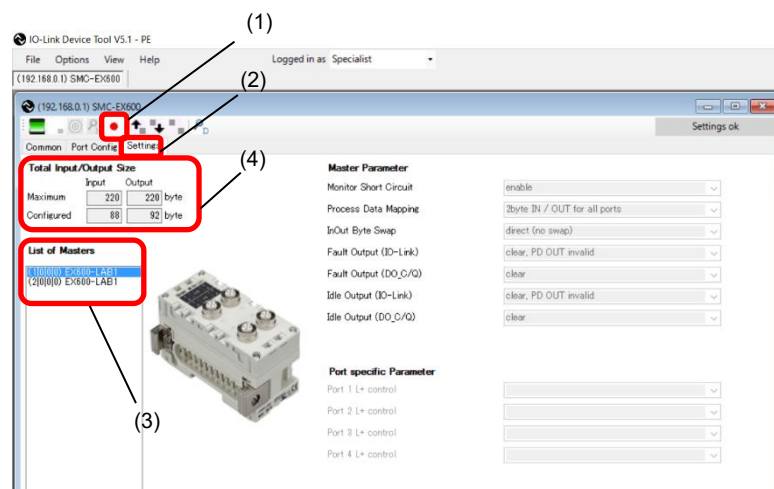 (1)
IO-Link Device Tool V5.1 - PE
File Options View Help Logged in as Specialist
(192.168.0.1) SMC-EX600
(2)
(192.168.0.1) SMC-EX600
Settings ok
Common Port Config Settings
(4)
Total Input/Output Size
Input Output
Maximum 220 220 byte
Configured 88 92 byte
List of Masters
(1|0|0|0) EX600-LAB1
(2|0|0|0) EX600-LAB1
(3)
Master Parameter
Monitor Short Circuit enable
Process Data Mapping 2byte IN / OUT for all ports
InOut Byte Swap direct (no swap)
Fault Output (IO-Link) clear, PD OUT invalid
Fault Output (DO_C/Q) clear
Idle Output (IO-Link) clear, PD OUT invalid
Idle Output (DO_C/Q) clear
Port specific Parameter
Port 1 L+ control
Port 2 L+ control
Port 3 L+ control
Port 4 L+ control